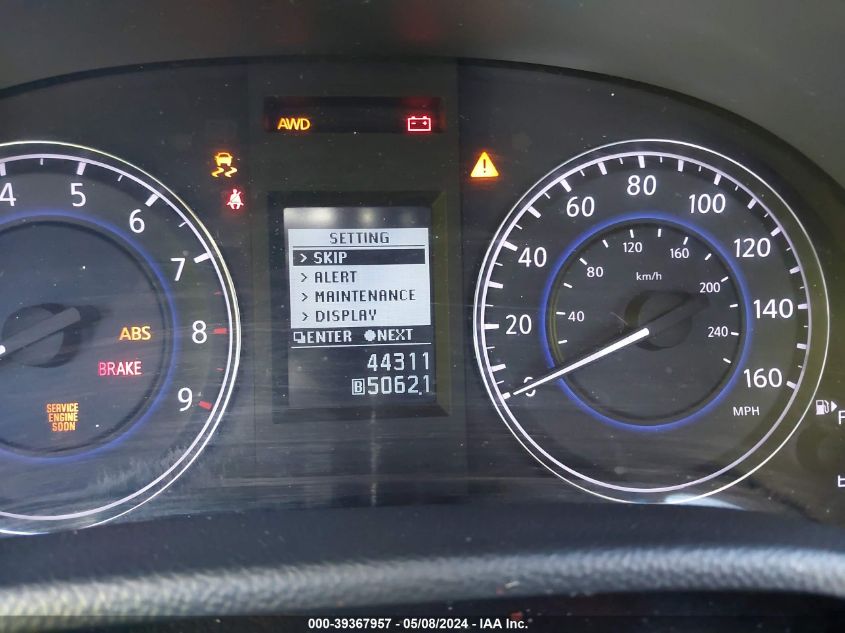 AWD
4 5 6 7 8 9
ABS
BRAKE
SERVICE
ENGINE
SOON
SETTING
> SKIP
> ALERT
> MAINTENANCE
> DISPLAY
ENTER NEXT
44311
B 5062.1
0 20 40 60 80 100 120 140 160
MPH
40 80 120 160 200 240
km/h
F
000-39367957 - 05/08/2024 - IAA Inc.